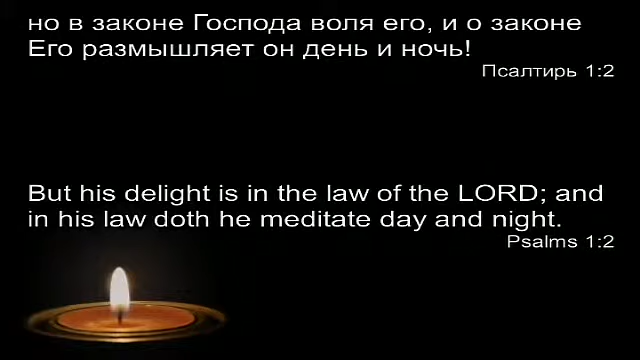 но в законе Господа воля его, и о законе
Его размышляет он день и ночь!
Псалтирь 1:2
But his delight is in the law of the LORD; and
in his law doth he meditate day and night.
Psalms 1:2